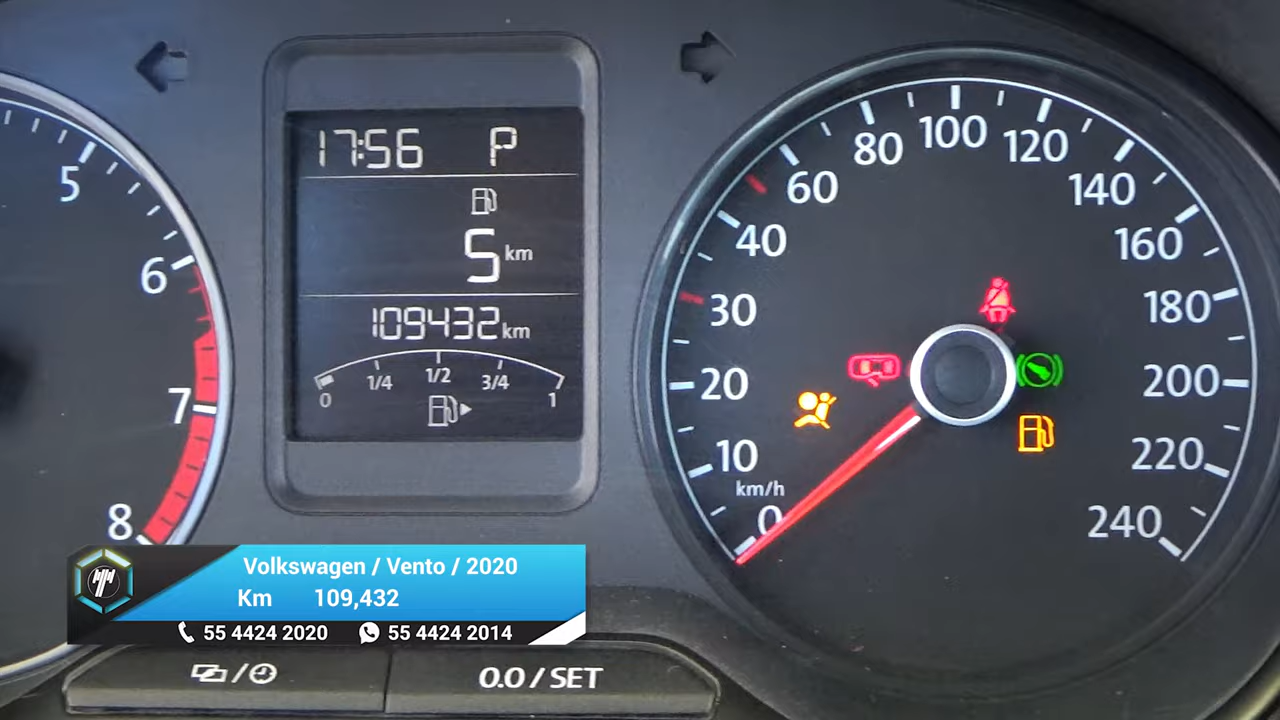 5
6
7
8
17:56 P
5 km
109432 km
0 1/4 1/2 3/4 1
0
10
20
30
40
60
80
100
120
140
160
180
200
220
240
km/h
Volkswagen / Vento / 2020
Km 109,432
55 4424 2020 55 4424 2014
/
0.0 / SET